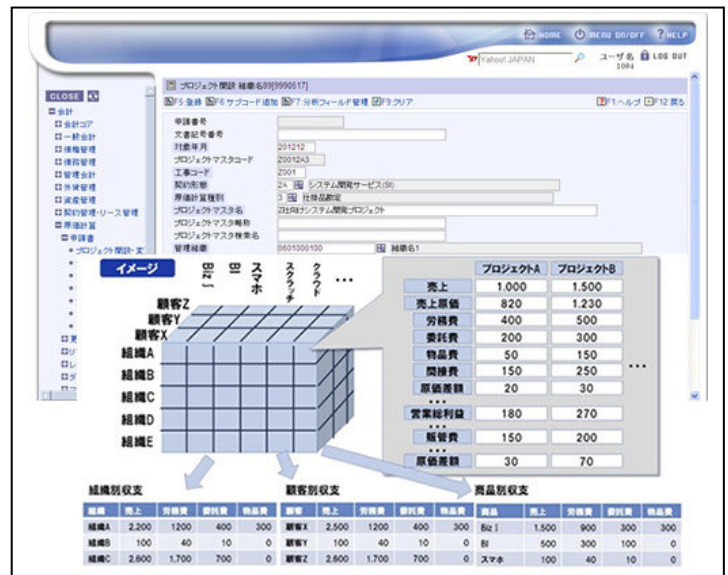 HOME MENU ON/OFF ? HELP
Yahoo! JAPAN ユーザ名 LOG OUT
1094
プロジェクト開設 組織名89[9990517]
CLOSE
F5:登録 F6:サブコード追加 F7:分析フィールド管理 F9:クリア F1:ヘルプ F12:戻る
会計
会計コア
一般会計
債権管理
債務管理
管理会計
外貨管理
資産管理
契約管理・リース管理
原価計算
申請書
プロジェクト開設・変
申請番号
文書記号番号
対象年月 201212
プロジェクトマスタコード Z0012A3
工事コード Z001
契約形態 2A システム開発サービス(SI)
原価計算種別 3 仕掛品勘定
プロジェクトマスタ名 Z社向けシステム開発プロジェクト
プロジェクトマスタ略称
プロジェクトマスタ検索名
管理組織 0601000100 組織名1
イメージ
Biz ∫ BI スマホ スクラッチ クラウド …
顧客Z
顧客Y
顧客X
組織A
組織B
組織C
組織D
組織E
プロジェクトA プロジェクトB
売上 1.000 1.500
売上原価 820 1.230
労務費 400 500
委託費 200 300
物品費 50 150
間接費 150 250
原価差額 20 30
…
…
営業総利益 180 270
…
販管費 150 200
…
原価差額 30 70
組織別収支
組織 売上 労務費 委託費 物品費
組織A 2,200 1200 400 300
組織B 100 40 10 0
組織C 2.600 1.700 700 0
顧客別収支
顧客 売上 労務費 委託費 物品費
顧客X 2.500 1200 400 300
顧客Y 100 40 10 0
顧客Z 2.600 1.700 700 0
商品別収支
商品 売上 労務費 委託費 物品費
Biz ∫ 1.500 900 300 300
BI 500 300 100 0
スマホ 100 40 10 0